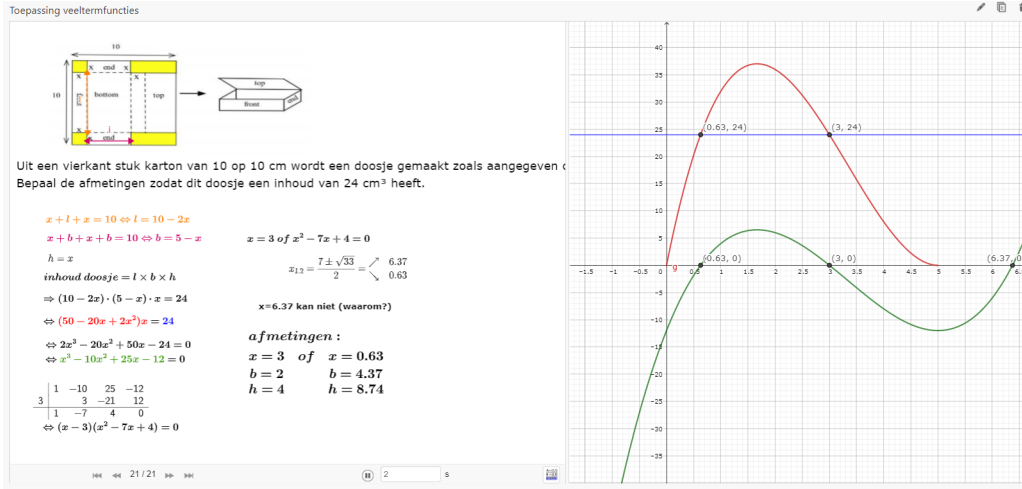 Toepassing veeltermfuncties
10
x end x
x x
10 bottom top
x
end
top
front end
Uit een vierkant stuk karton van 10 op 10 cm wordt een doosje gemaakt zoals aangegeven
Bepaal de afmetingen zodat dit doosje een inhoud van 24 cm³ heeft.
x + l + x = 10 ⇔ l = 10 − 2x
x + b + x + b = 10 ⇔ b = 5 − x
h = x
inhoud doosje = l × b × h
⇒ (10 − 2x) · (5 − x) · x = 24
⇔ (50 − 20x + 2x²)x = 24
⇔ 2x³ − 20x² + 50x − 24 = 0
⇔ x³ − 10x² + 25x − 12 = 0
1 −10 25 −12
3 3 −21 12
1 −7 4 0
⇔ (x − 3)(x² − 7x + 4) = 0
x = 3 of x² − 7x + 4 = 0
x1,2 = (7 ± √33)/2 = ↗ 6.37
↘ 0.63
x=6.37 kan niet (waarom?)
afmetingen :
x = 3 of x = 0.63
b = 2 b = 4.37
h = 4 h = 8.74
21 / 21
2 s
40
35
30
25
20
15
10
5
0
−5
−10
−15
−20
−25
−30
−35
−1.5 −1 −0.5 0.5 1 1.5 2 2.5 3 3.5 4 4.5 5 5.5 6 6.
g
(0.63, 24)
(3, 24)
(0.63, 0)
(3, 0)
(6.37, 0